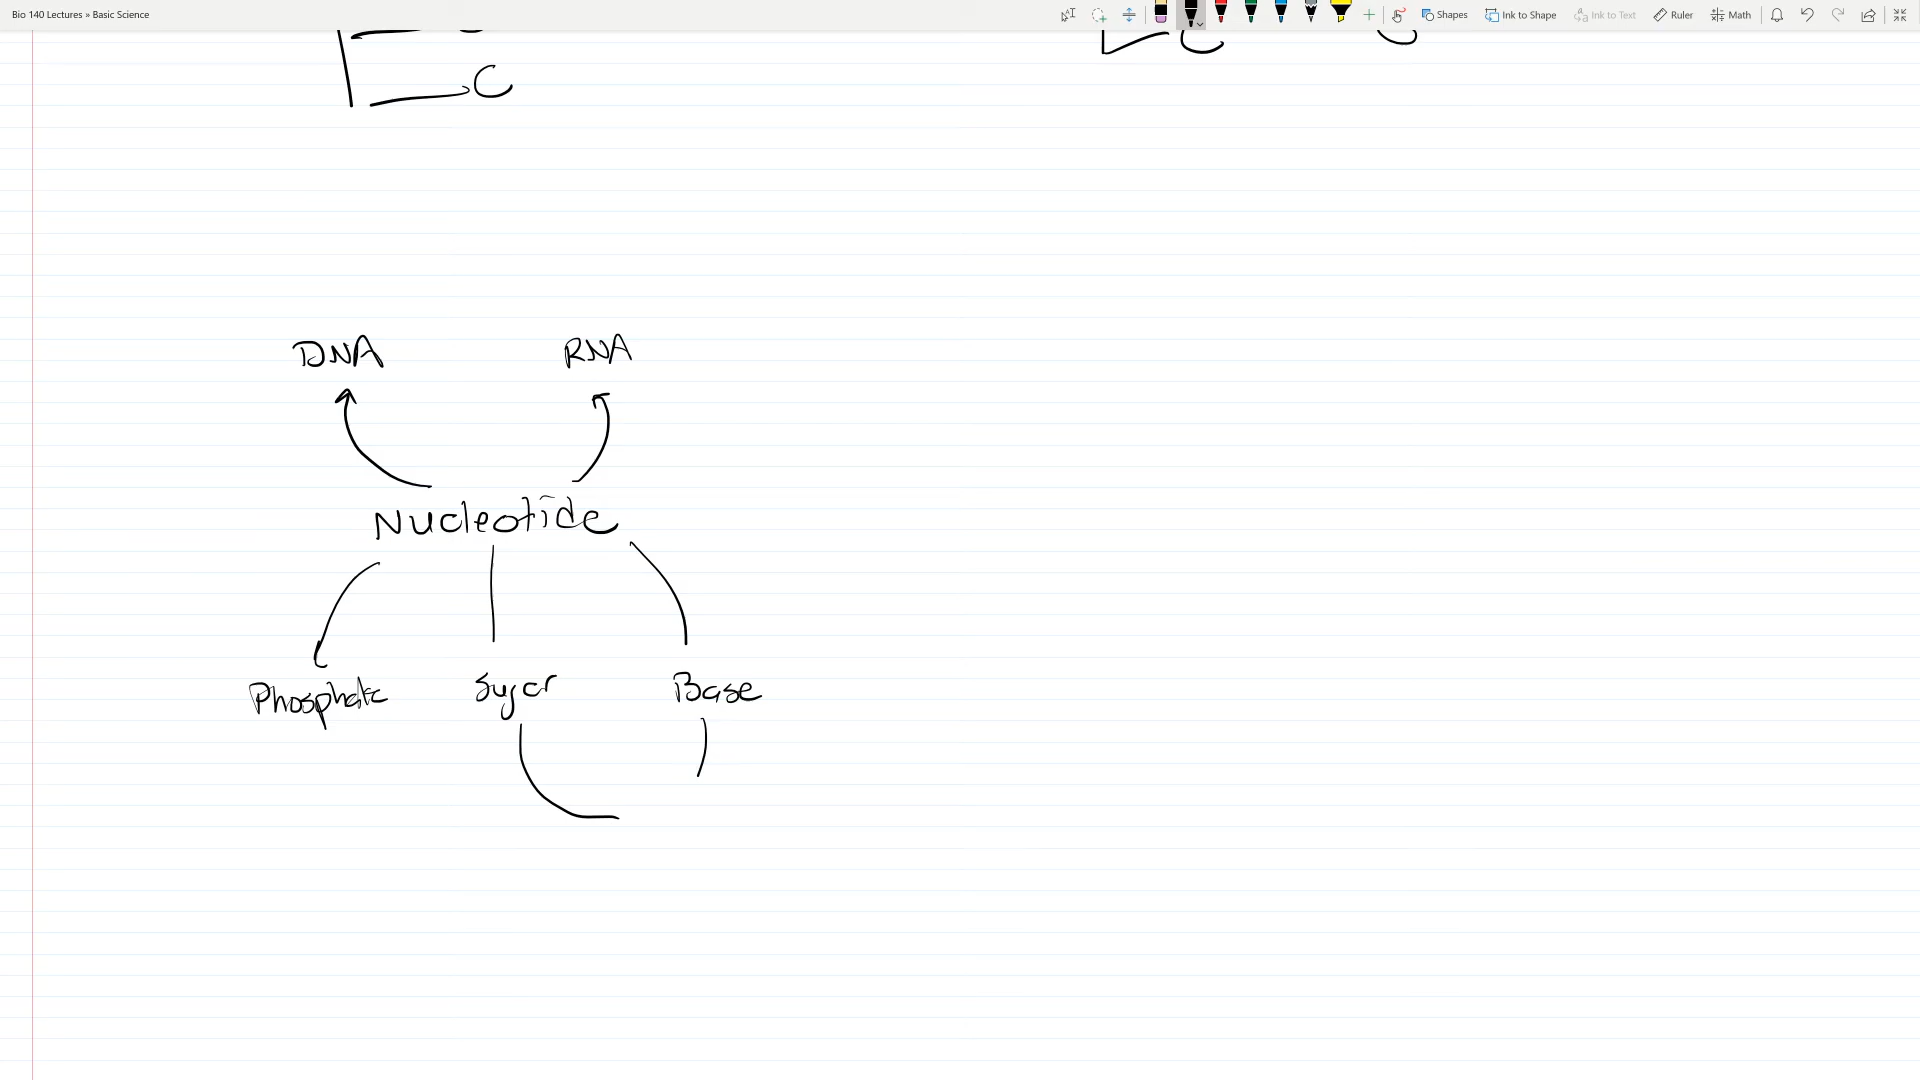 Bio 140 Lectures » Basic Science
Shapes Ink to Shape Ink to Text Ruler Math
C
DNA RNA
Nucleotide
Phosphate Sugar Base